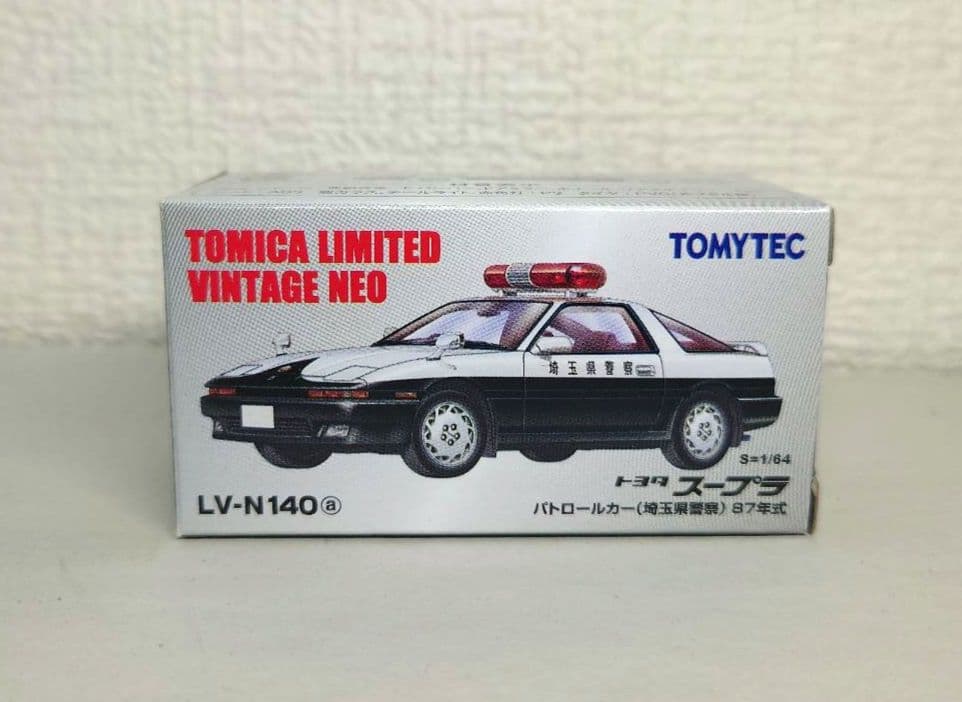 TOMICA LIMITED
VINTAGE NEO
TOMYTEC
埼玉県警察
S=1/64
トヨタ スープラ
LV-N140ⓐ
パトロールカー(埼玉県警察) 87年式